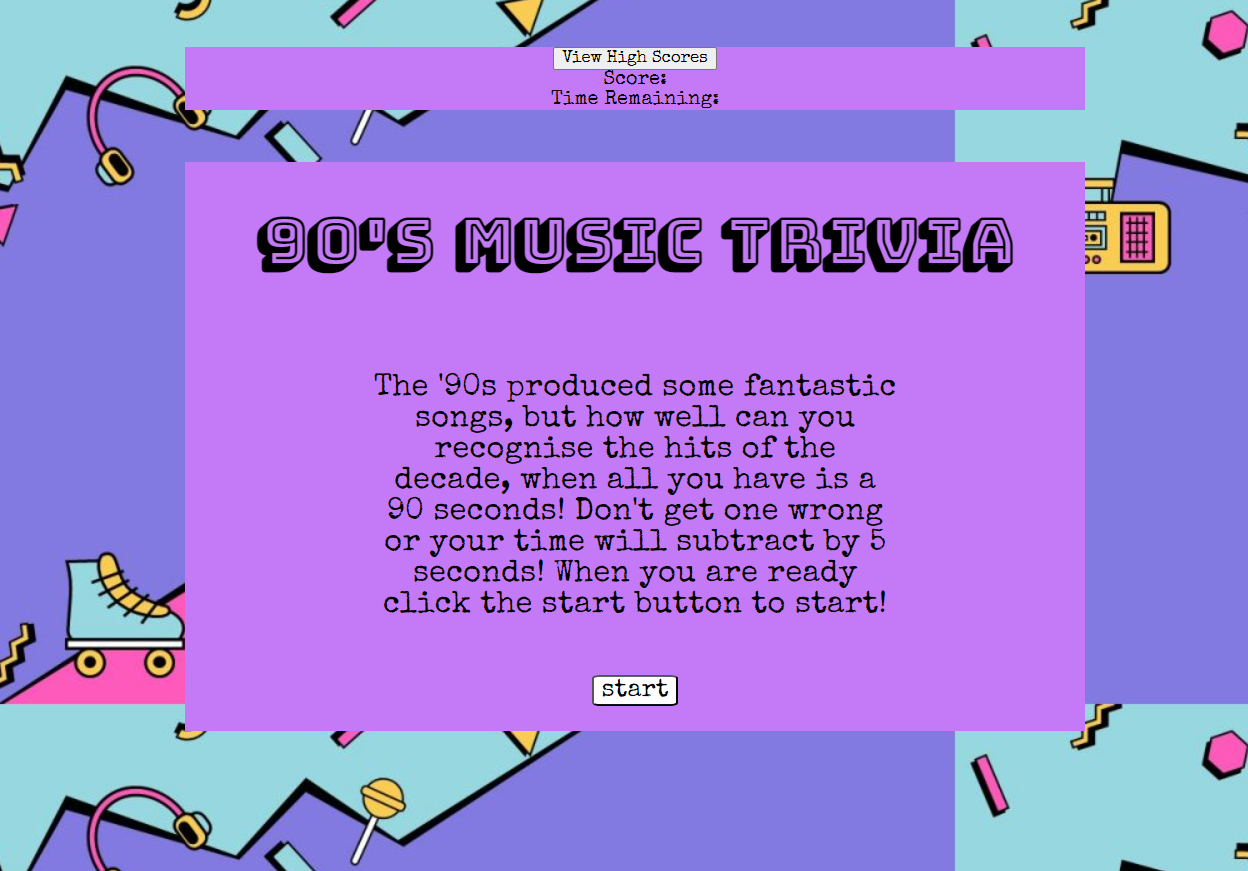 View High Scores
Score:
Time Remaining:
90's Music Trivia
The '90s produced some fantastic
songs, but how well can you
recognise the hits of the
decade, when all you have is a
90 seconds! Don't get one wrong
or your time will subtract by 5
seconds! When you are ready
click the start button to start!
start